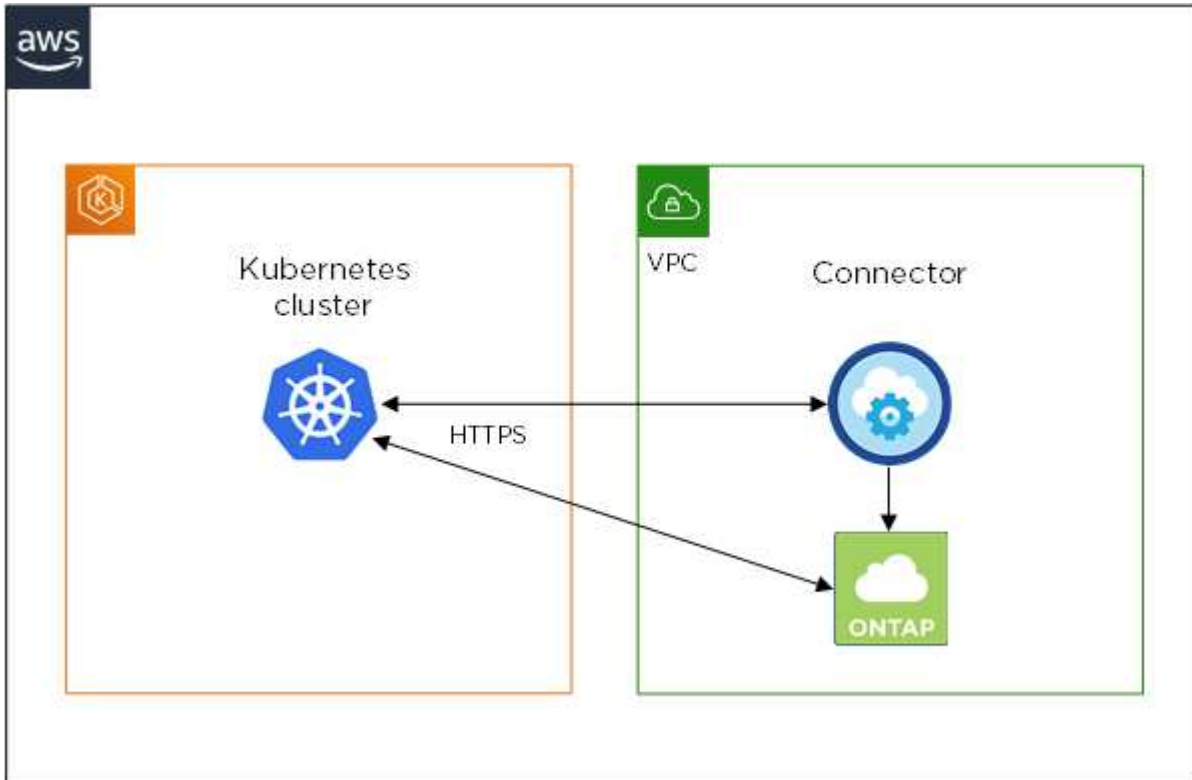 aws
K
Kubernetes
cluster
VPC
Connector
HTTPS
ONTAP